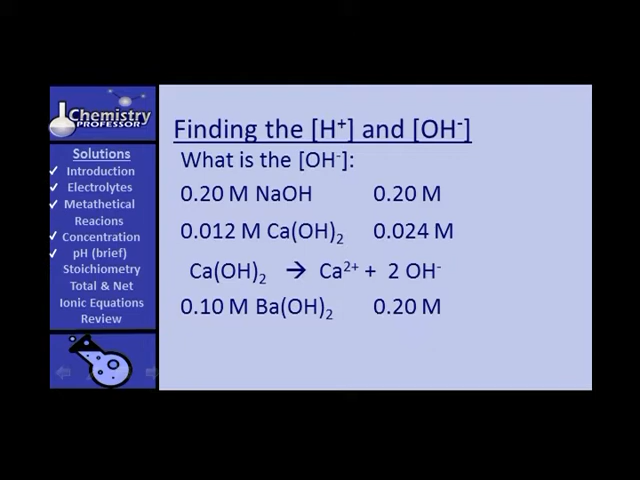 Chemistry
PROFESSOR
Solutions
Introduction
Electrolytes
Metathetical
Reacions
Concentration
pH (brief)
Stoichiometry
Total & Net
Ionic Equations
Review
Finding the [H⁺] and [OH⁻]
What is the [OH⁻]:
0.20 M NaOH 0.20 M
0.012 M Ca(OH)₂ 0.024 M
Ca(OH)₂ → Ca²⁺ + 2 OH⁻
0.10 M Ba(OH)₂ 0.20 M